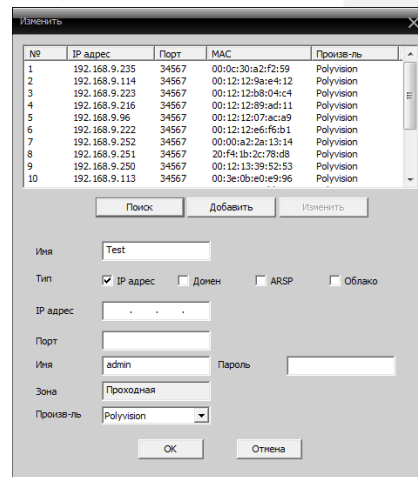 Изменить
№ IP адрес Порт MAC Произв-ль
1 192.168.9.235 34567 00:0c:30:a2:f2:59 Polyvision
2 192.168.9.114 34567 00:12:12:9a:e4:12 Polyvision
3 192.168.9.223 34567 00:12:12:b8:04:c4 Polyvision
4 192.168.9.216 34567 00:12:12:89:ad:11 Polyvision
5 192.168.9.96 34567 00:12:12:07:ac:a9 Polyvision
6 192.168.9.222 34567 00:12:12:e6:f6:b1 Polyvision
7 192.168.9.252 34567 00:00:a2:2a:13:14 Polyvision
8 192.168.9.251 34567 20:f4:1b:2c:78:d8 Polyvision
9 192.168.9.250 34567 00:12:13:39:52:53 Polyvision
10 192.168.9.113 34567 00:3e:0b:e0:e9:96 Polyvision
Поиск Добавить Изменить
Имя Test
Тип IP адрес Домен ARSP Облако
IP адрес . . .
Порт
Имя admin Пароль
Зона Проходная
Произв-ль Polyvision
OK Отмена